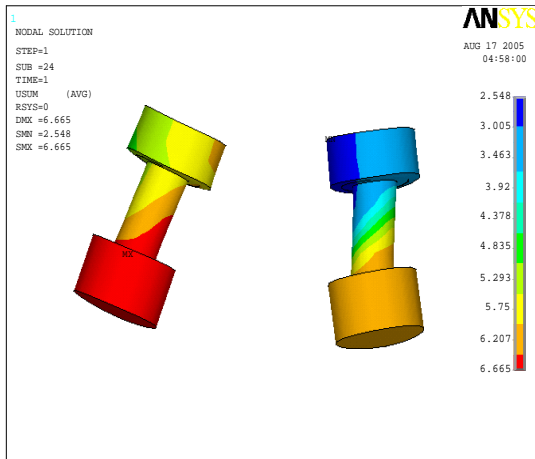 1
NODAL SOLUTION
STEP=1
SUB =24
TIME=1
USUM (AVG)
RSYS=0
DMX =6.665
SMN =2.548
SMX =6.665
ANSYS
AUG 17 2005
04:58:00
2.548
3.005
3.463
3.92
4.378
4.835
5.293
5.75
6.207
6.665
MX